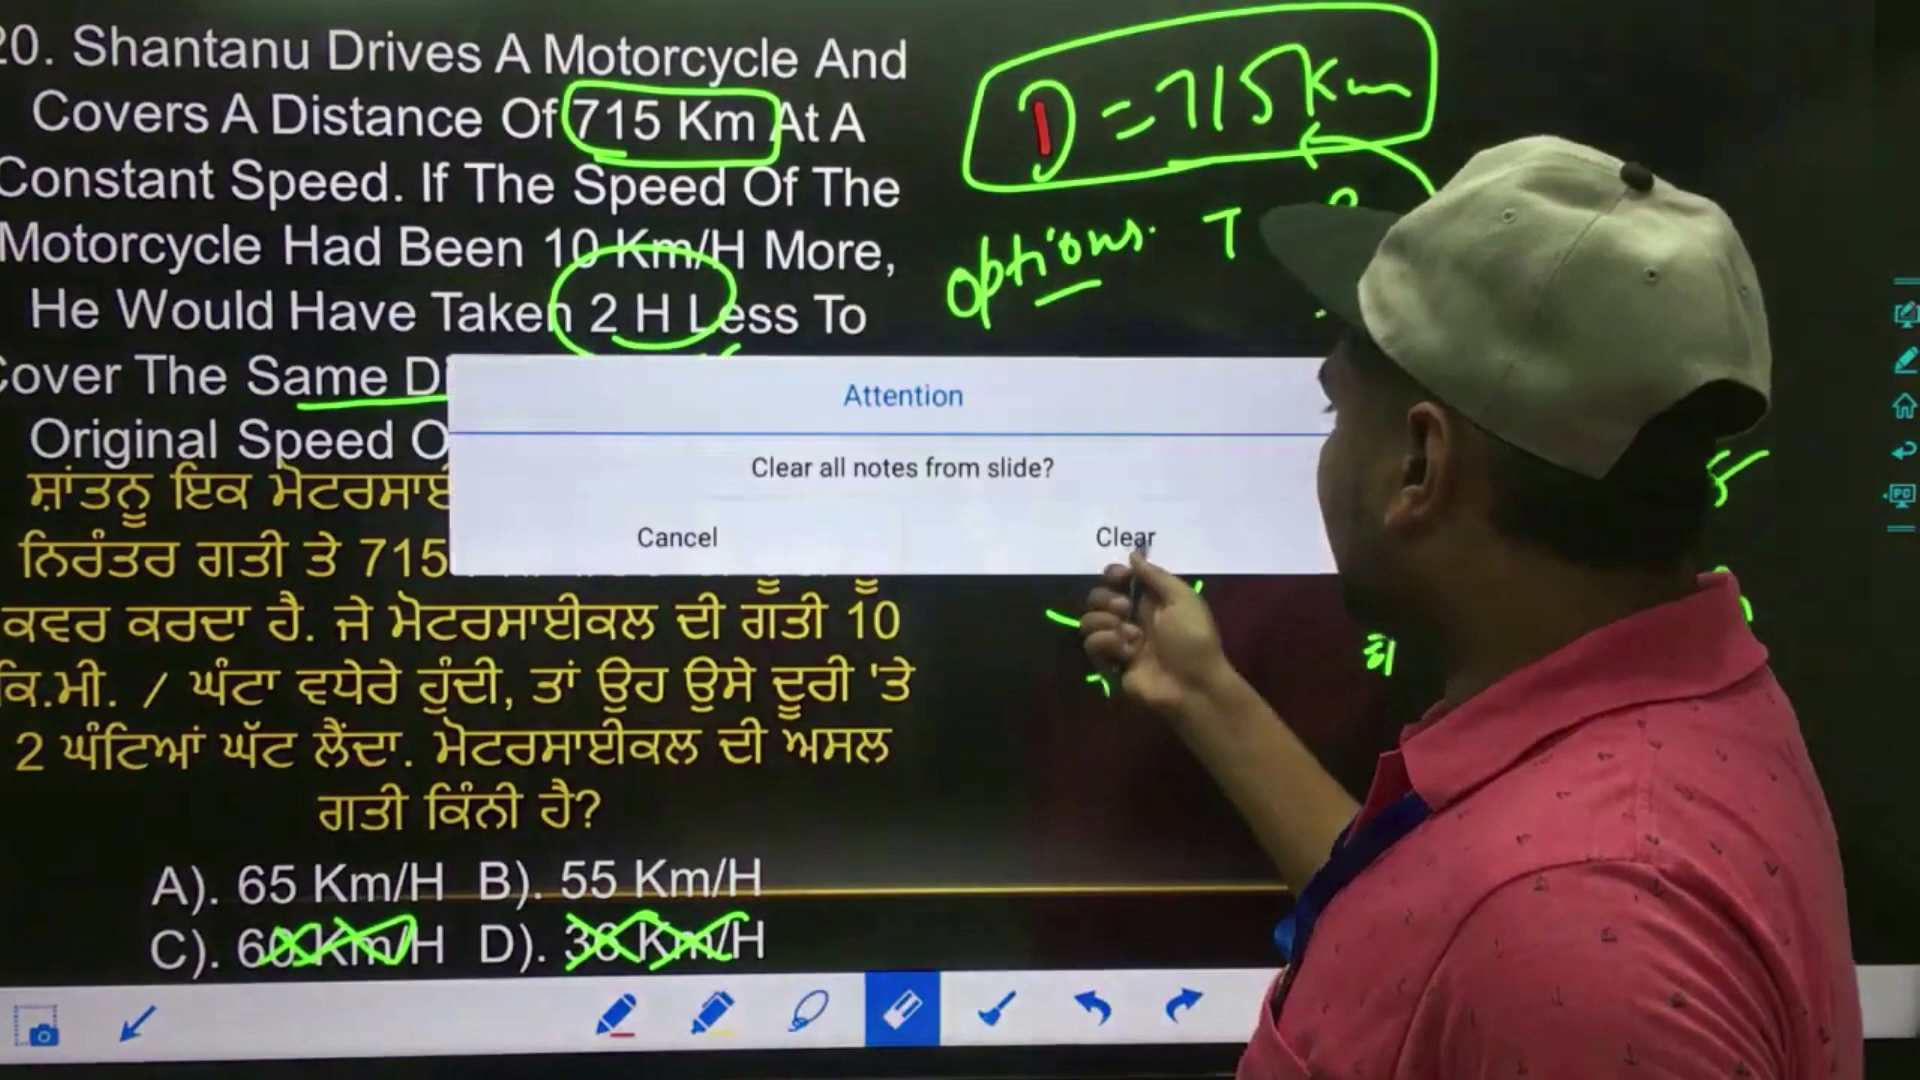 20. Shantanu Drives A Motorcycle And
Covers A Distance Of 715 Km At A
Constant Speed. If The Speed Of The
Motorcycle Had Been 10 Km/H More,
He Would Have Taken 2 H Less To
Cover The Same Di
Original Speed O
ਸ਼ਾਂਤਨੂ ਇਕ ਮੋਟਰਸਾਈ
ਨਿਰੰਤਰ ਗਤੀ ਤੇ 715
ਕਵਰ ਕਰਦਾ ਹੈ. ਜੇ ਮੋਟਰਸਾਈਕਲ ਦੀ ਗਤੀ 10
ਕਿ.ਮੀ. / ਘੰਟਾ ਵਧੇਰੇ ਹੁੰਦੀ, ਤਾਂ ਉਹ ਉਸੇ ਦੂਰੀ 'ਤੇ
2 ਘੰਟਿਆਂ ਘੱਟ ਲੈਂਦਾ. ਮੋਟਰਸਾਈਕਲ ਦੀ ਅਸਲ
ਗਤੀ ਕਿੰਨੀ ਹੈ?
A). 65 Km/H B). 55 Km/H
C). 60 Km/H D). 36 Km/H
D = 715 Km
options. T
Attention
Clear all notes from slide?
Cancel Clear
PC